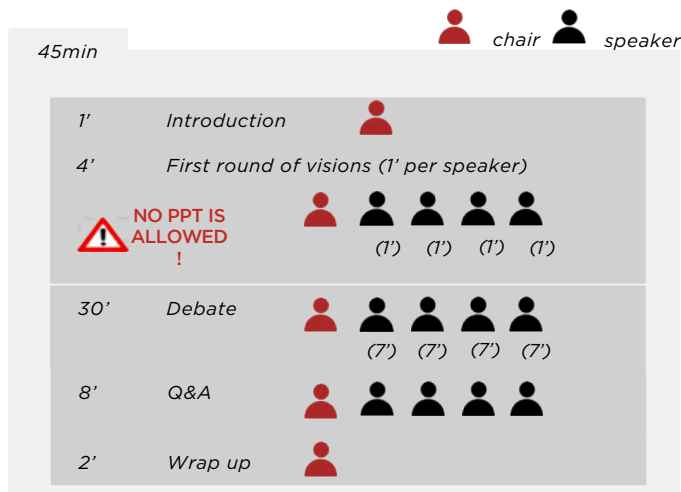 chair speaker
45min
1' Introduction
4’ First round of visions (1’ per speaker)
NO PPT IS
ALLOWED
!
(1’) (1’) (1’) (1’)
30’ Debate
(7’) (7’) (7’) (7’)
8’ Q&A
2’ Wrap up